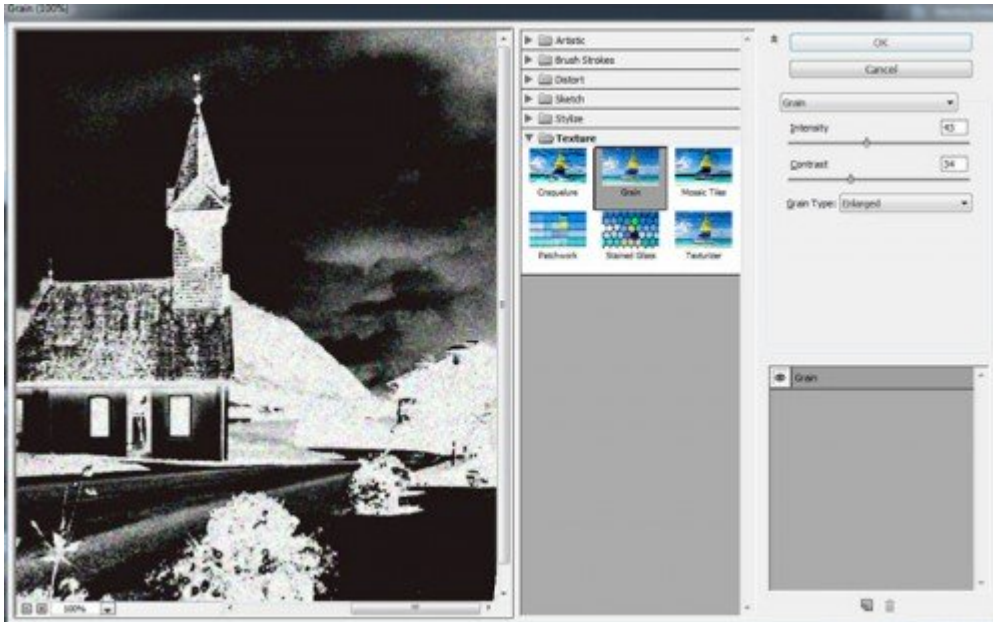 Grain (100%)
Artistic
Brush Strokes
Distort
Sketch
Stylize
Texture
Craquelure
Grain
Mosaic Tiles
Patchwork
Stained Glass
Texturizer
OK
Cancel
Grain
Intensity
43
Contrast
54
Grain Type: Enlarged
Grain
100%